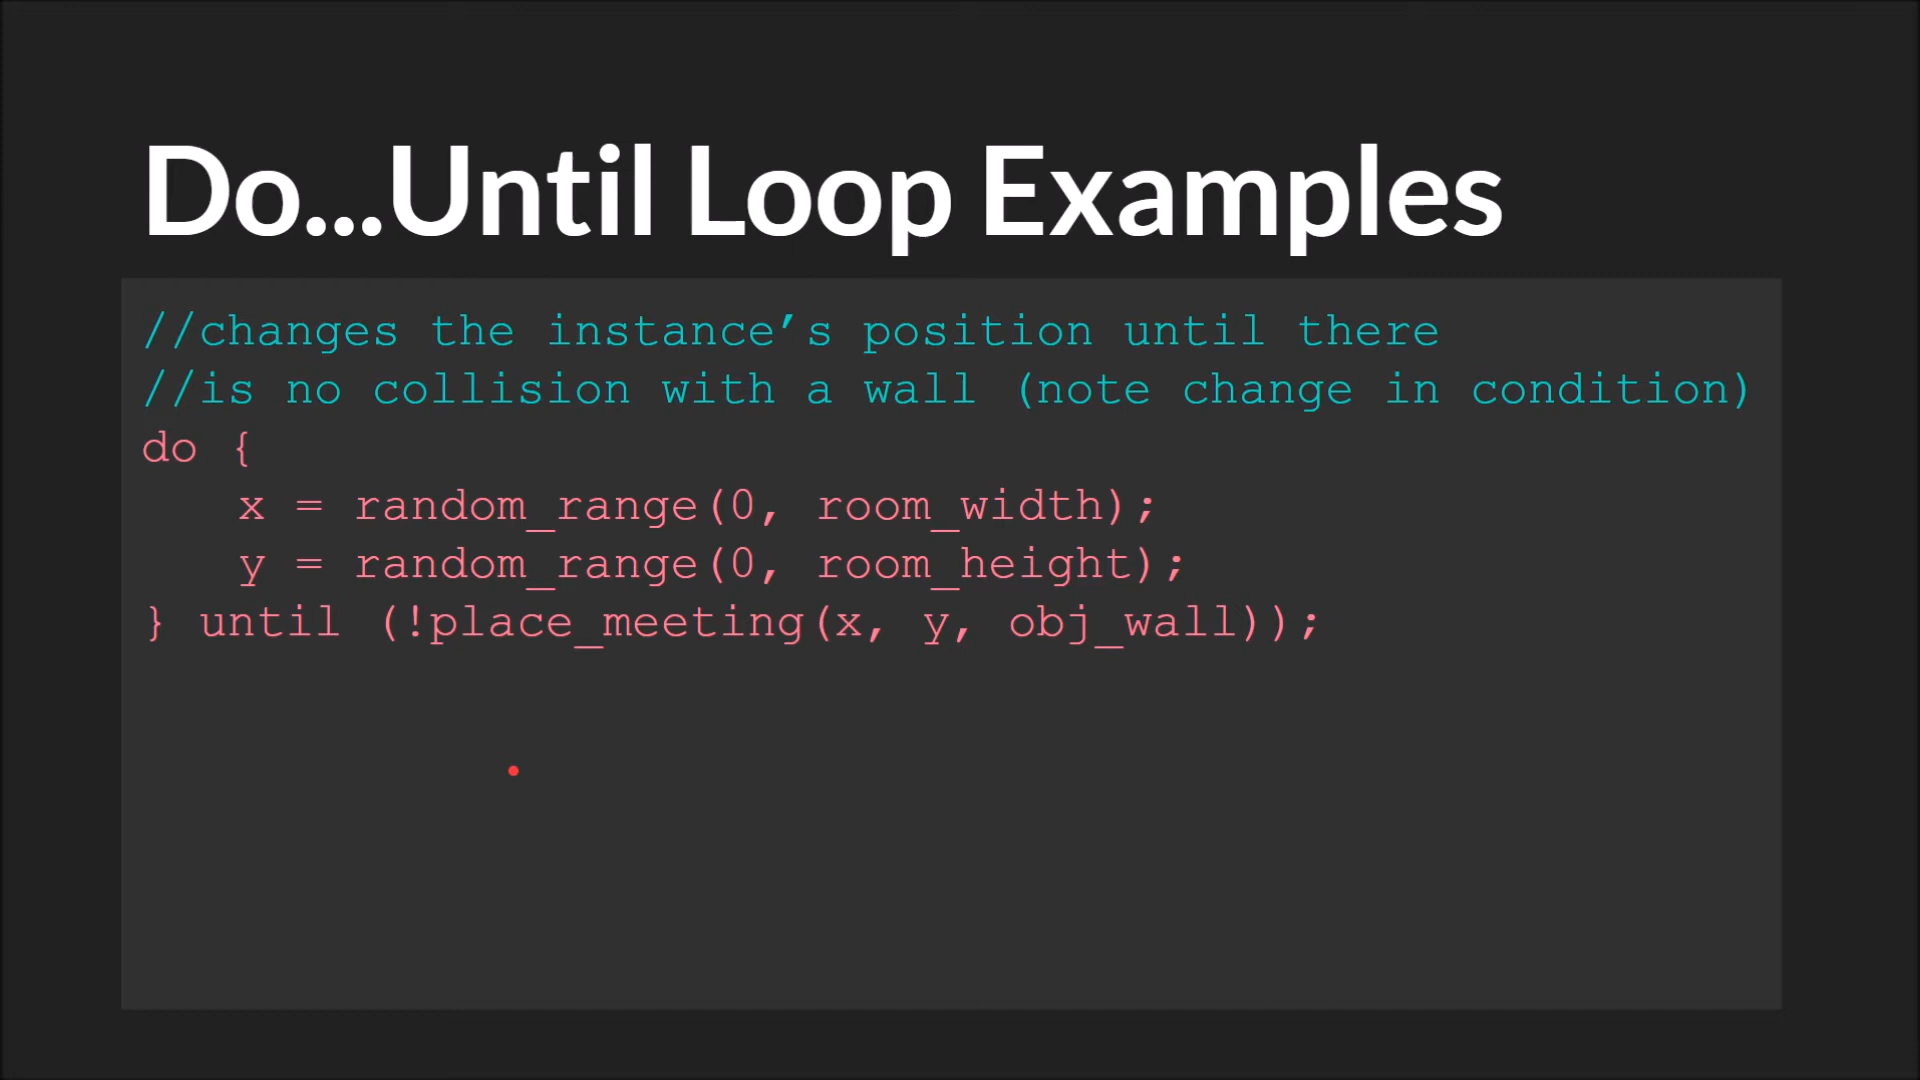 Do...Until Loop Examples
//changes the instance’s position until there
//is no collision with a wall (note change in condition)
do {
   x = random_range(0, room_width);
   y = random_range(0, room_height);
} until (!place_meeting(x, y, obj_wall));